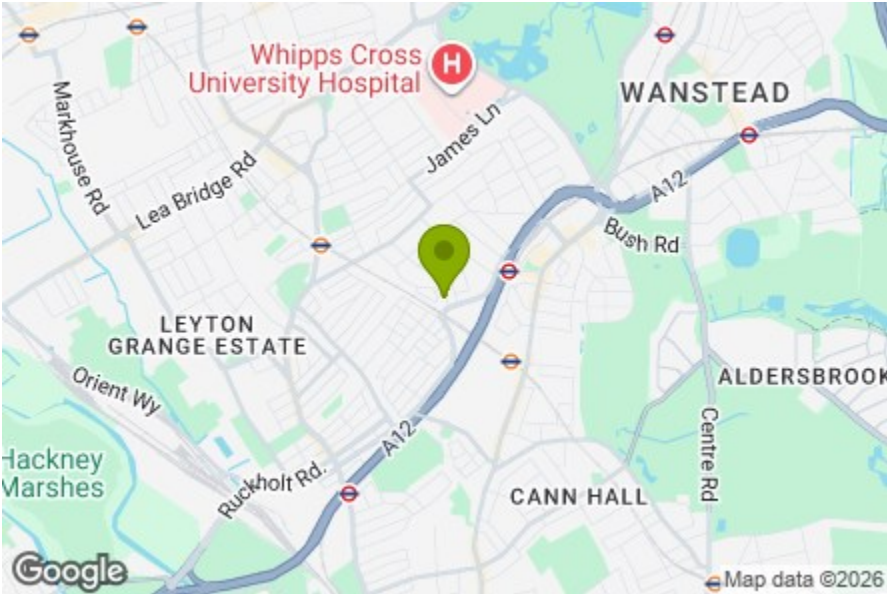 Whipps Cross
University Hospital
H
WANSTEAD
Markhouse Rd
James Ln
Lea Bridge Rd
A12
Bush Rd
LEYTON
GRANGE ESTATE
Orient Wy
ALDERSBROOK
A12
Centre Rd
Hackney
Marshes
Ruckholt Rd.
CANN HALL
Google
Map data ©2026